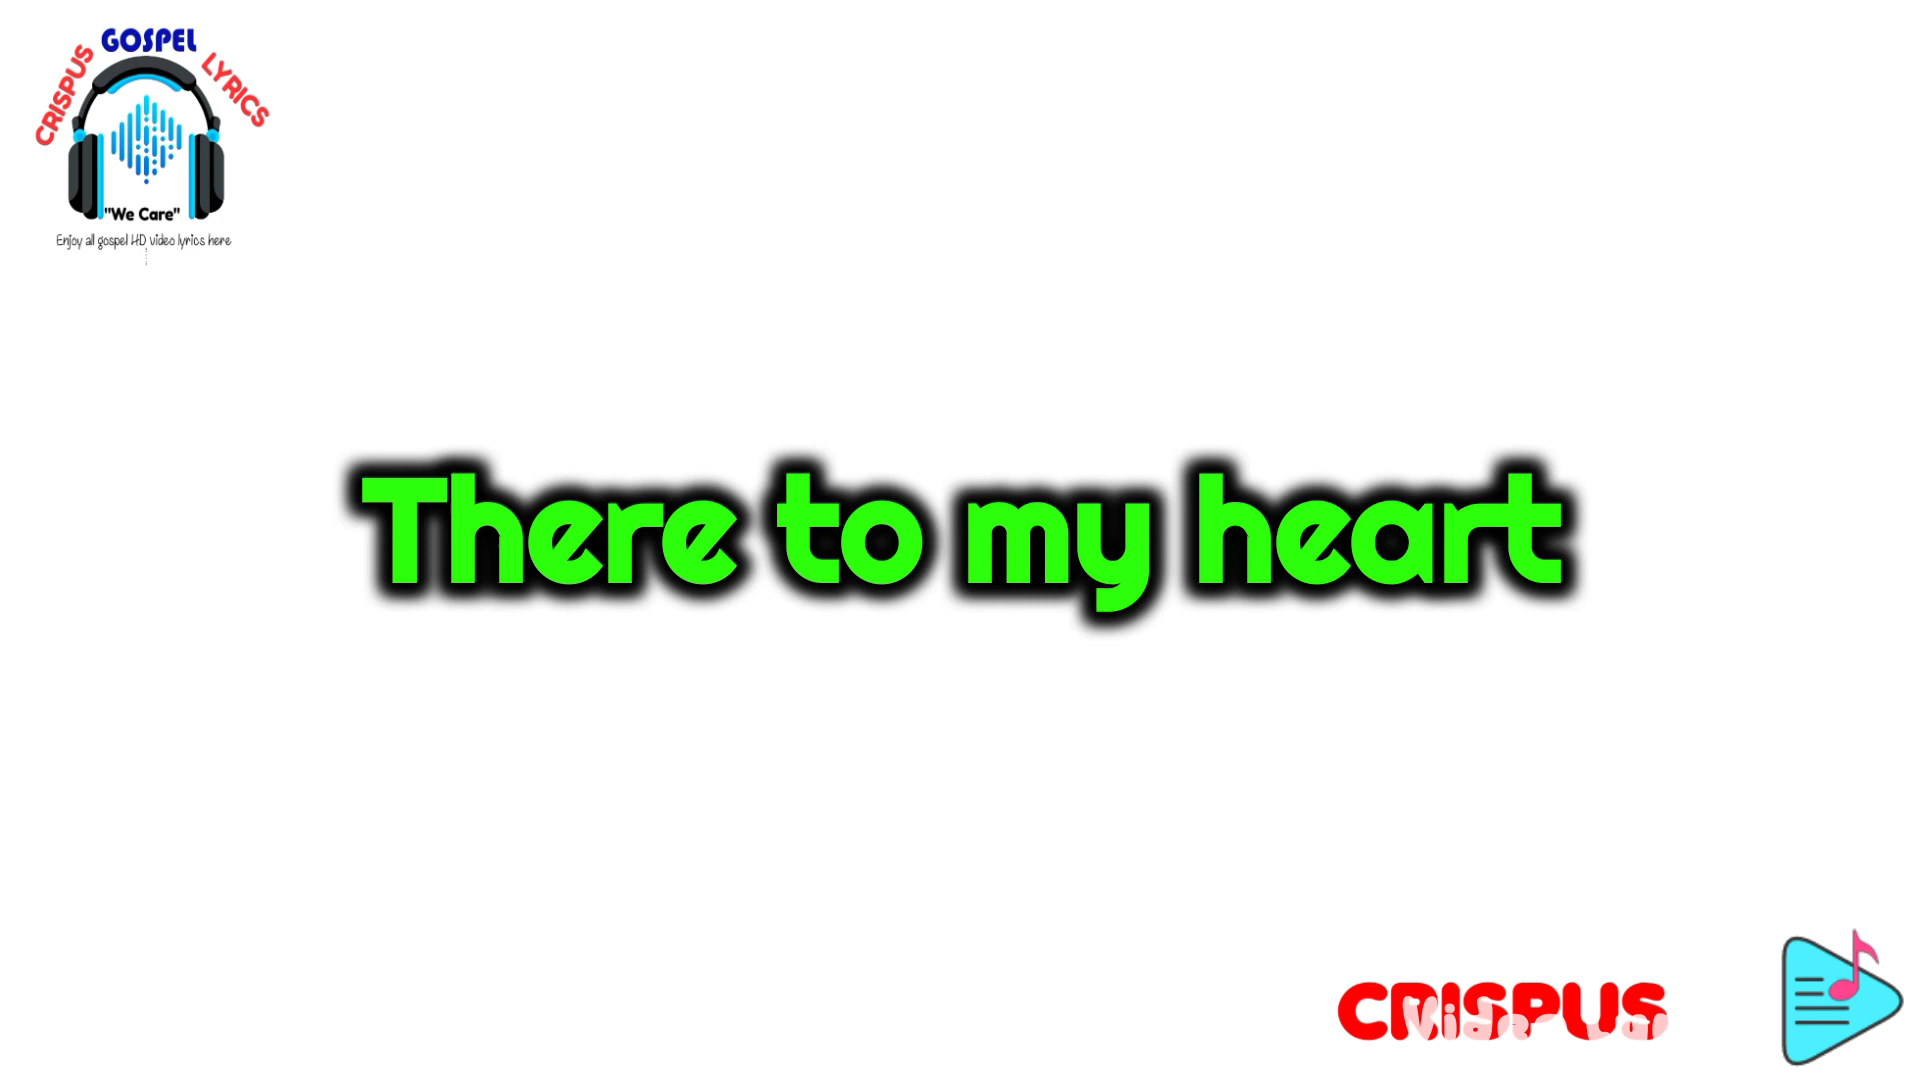 CRISPUS GOSPEL LYRICS
"We Care"
Enjoy all gospel HD video lyrics here
There to my heart
CRISPUS